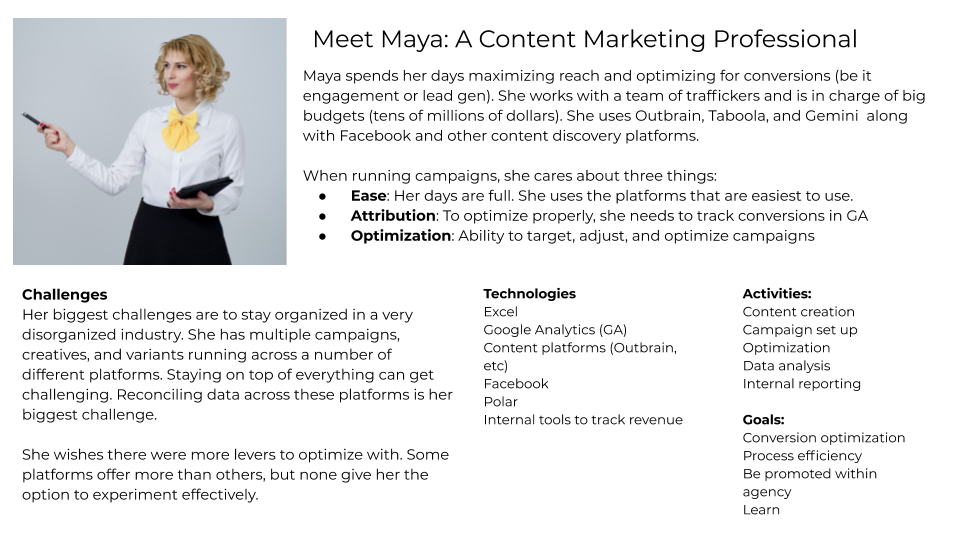 Meet Maya: A Content Marketing Professional
Maya spends her days maximizing reach and optimizing for conversions (be it
engagement or lead gen). She works with a team of traffickers and is in charge of big
budgets (tens of millions of dollars). She uses Outbrain, Taboola, and Gemini  along
with Facebook and other content discovery platforms.
When running campaigns, she cares about three things:
● Ease: Her days are full. She uses the platforms that are easiest to use.
● Attribution: To optimize properly, she needs to track conversions in GA
● Optimization: Ability to target, adjust, and optimize campaigns
Challenges
Her biggest challenges are to stay organized in a very
disorganized industry. She has multiple campaigns,
creatives, and variants running across a number of
different platforms. Staying on top of everything can get
challenging. Reconciling data across these platforms is her
biggest challenge.
She wishes there were more levers to optimize with. Some
platforms offer more than others, but none give her the
option to experiment effectively.
Technologies
Excel
Google Analytics (GA)
Content platforms (Outbrain,
etc)
Facebook
Polar
Internal tools to track revenue
Activities:
Content creation
Campaign set up
Optimization
Data analysis
Internal reporting
Goals:
Conversion optimization
Process efficiency
Be promoted within
agency
Learn